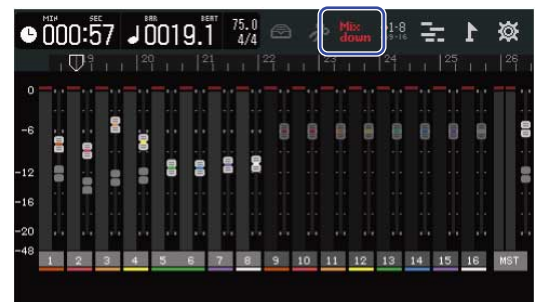 MIN SEC BAR BEAT
000:57 0019.1 75.0 4/4 Mix down 1-8 9-16
19 20 21 22 23 24 25 26
0
-6
-12
-16
-20
-48
1 2 3 4 5 6 7 8 9 10 11 12 13 14 15 16 MST